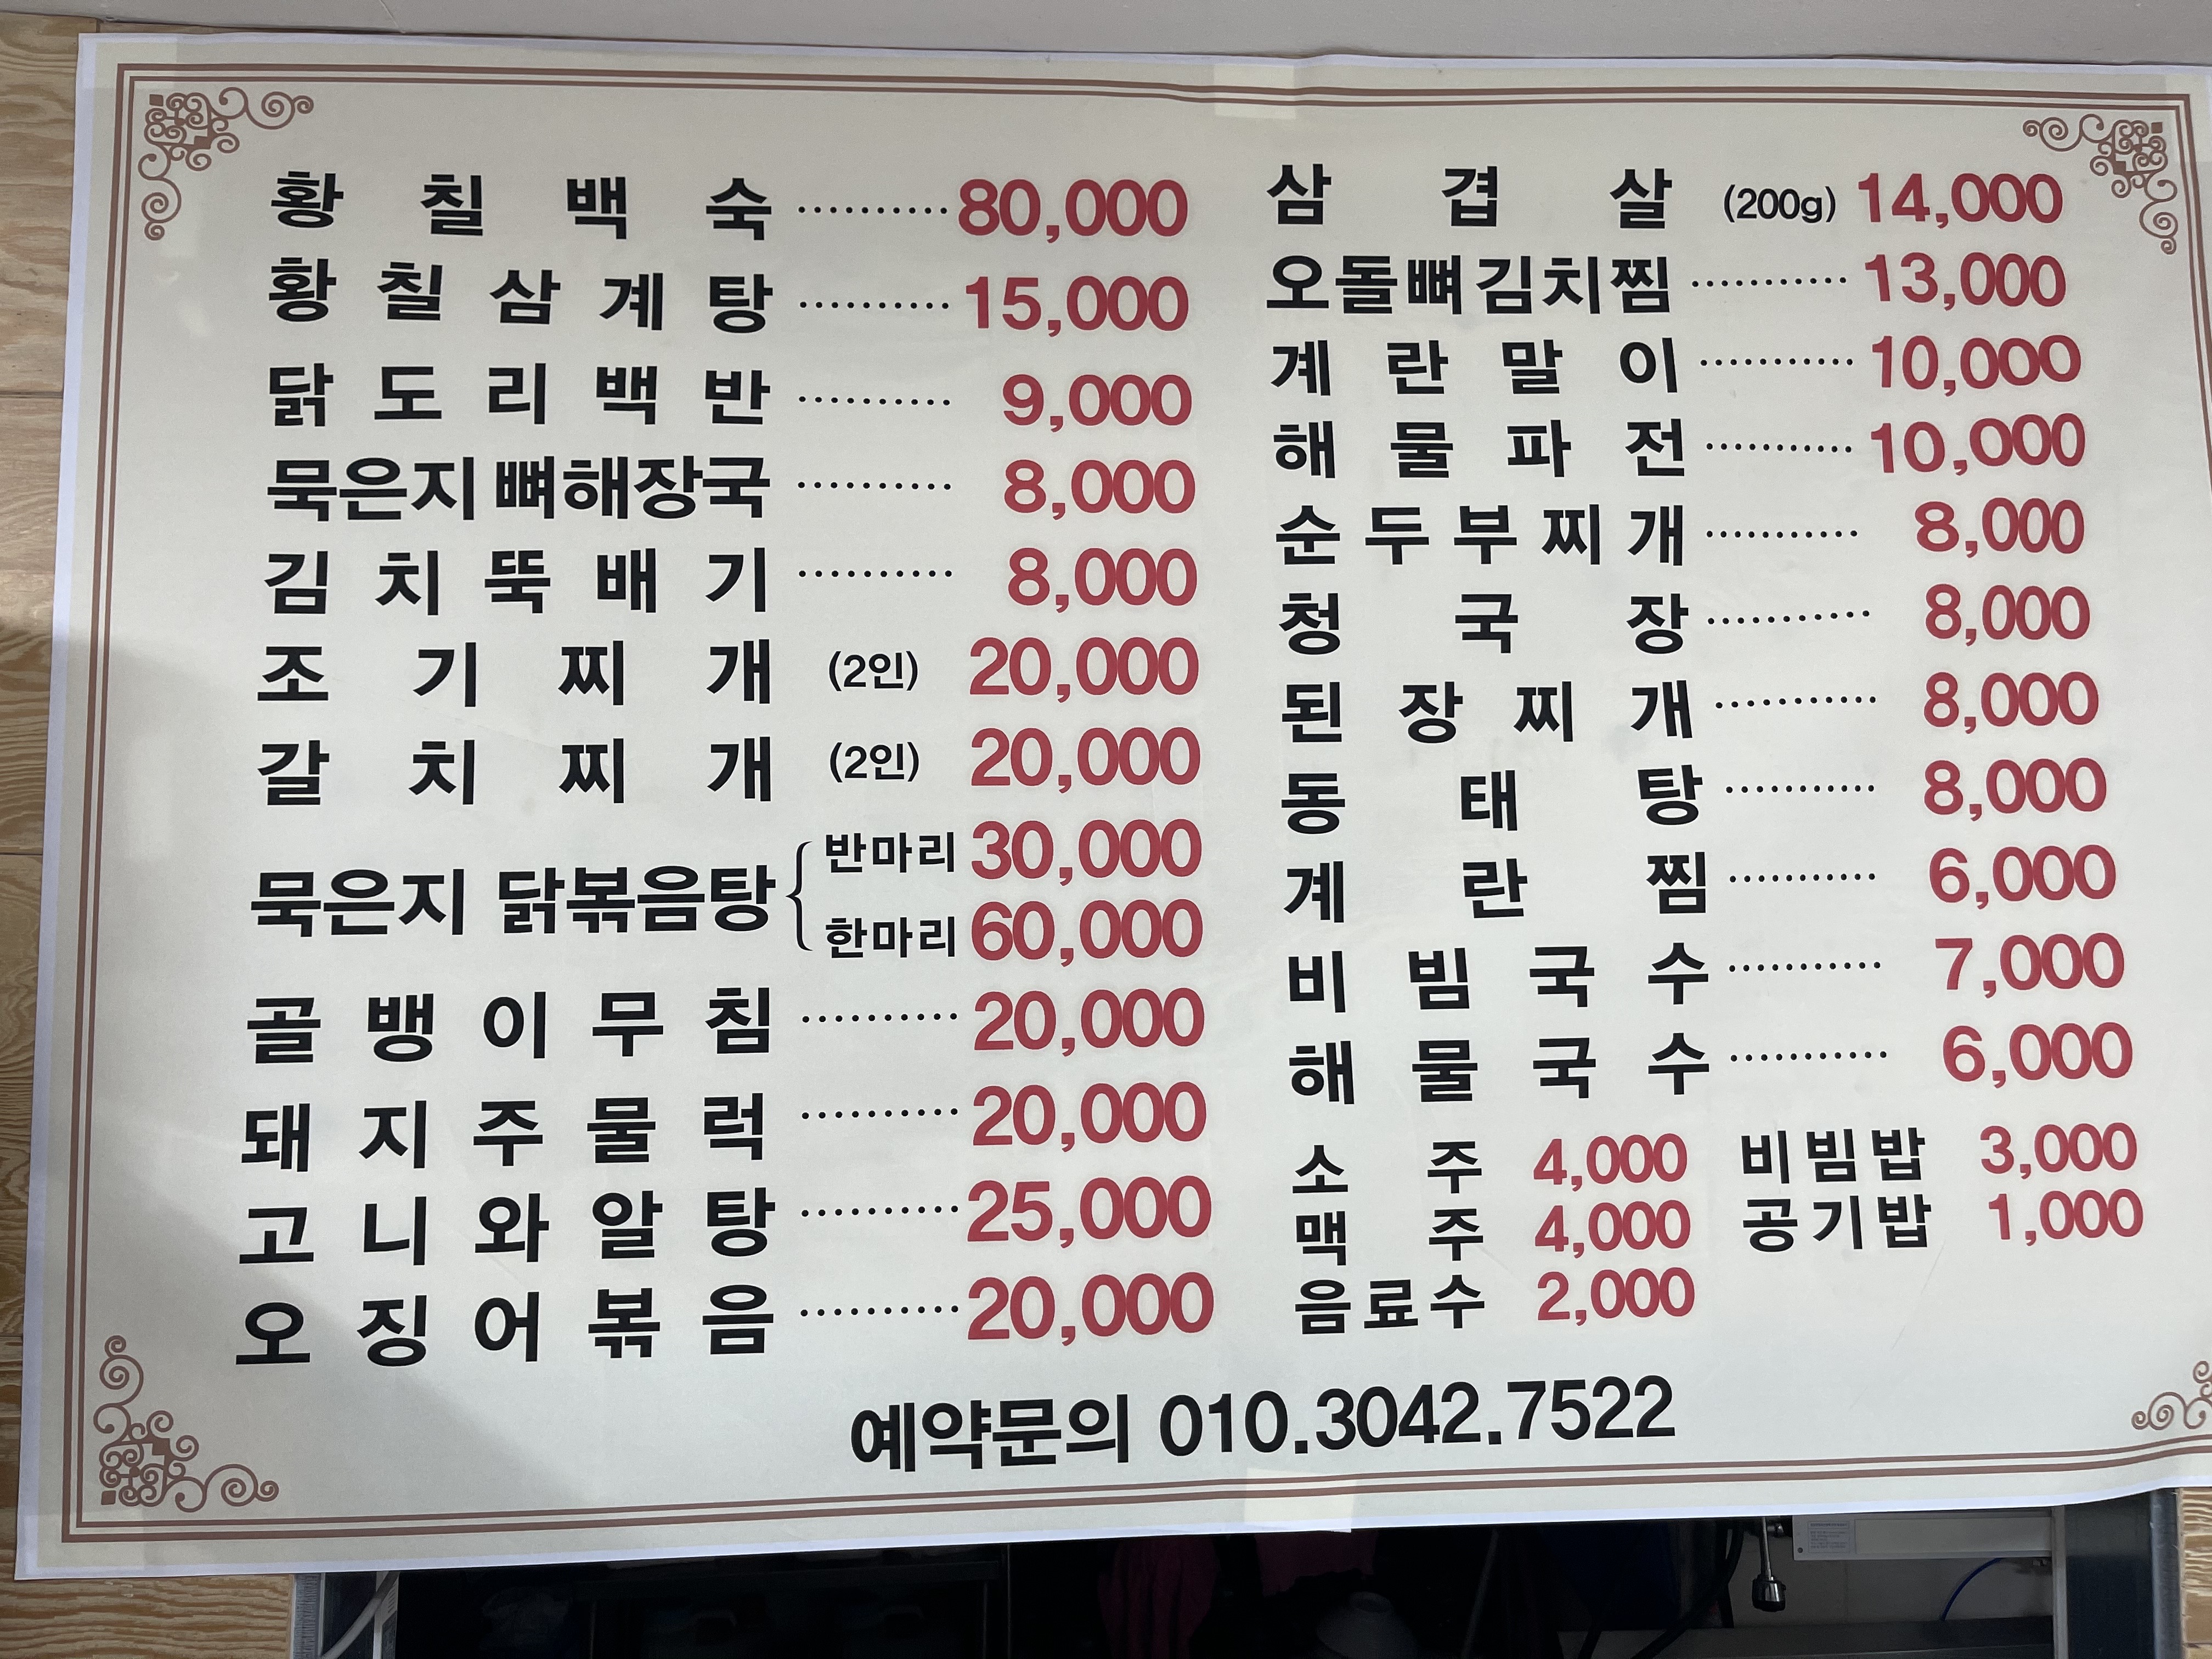 황칠백숙 ·········· 80,000
황칠삼계탕 ·········· 15,000
닭도리백반 ·········· 9,000
묵은지뼈해장국 ·········· 8,000
김치뚝배기 ·········· 8,000
조기찌개 (2인) 20,000
갈치찌개 (2인) 20,000
묵은지 닭볶음탕 { 반마리 30,000
한마리 60,000
골뱅이무침 ·········· 20,000
돼지주물럭 ·········· 20,000
고니와알탕 ·········· 25,000
오징어볶음 ·········· 20,000
삼겹살 (200g) 14,000
오돌뼈김치찜 ··········· 13,000
계란말이 ··········· 10,000
해물파전 ··········· 10,000
순두부찌개 ··········· 8,000
청국장 ··········· 8,000
된장찌개 ··········· 8,000
동태탕 ··········· 8,000
계란찜 ··········· 6,000
비빔국수 ··········· 7,000
해물국수 ··········· 6,000
소주 4,000 비빔밥 3,000
맥주 4,000 공기밥 1,000
음료수 2,000
예약문의 010.3042.7522